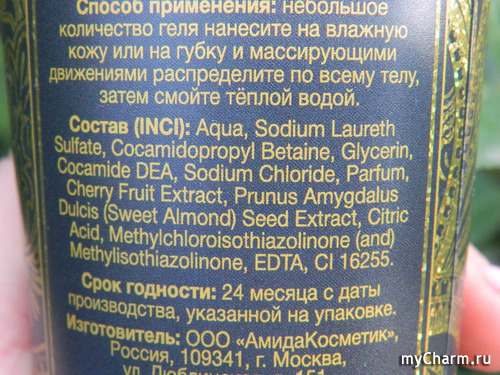 Способ применения: небольшое
количество геля нанесите на влажную
кожу или на губку и массирующими
движениями распределите по всему телу,
затем смойте тёплой водой.
Состав (INCI): Aqua, Sodium Laureth
Sulfate, Cocamidopropyl Betaine, Glycerin,
Cocamide DEA, Sodium Chloride, Parfum,
Cherry Fruit Extract, Prunus Amygdalus
Dulcis (Sweet Almond) Seed Extract, Citric
Acid, Methylchloroisothiazolinone (and)
Methylisothiazolinone, EDTA, CI 16255.
Срок годности: 24 месяца с даты
производства, указанной на упаковке.
Изготовитель: ООО «АмидаКосметик»,
Россия, 109341, г. Москва,
ул. Люблинская, д. 151
myCharm.ru